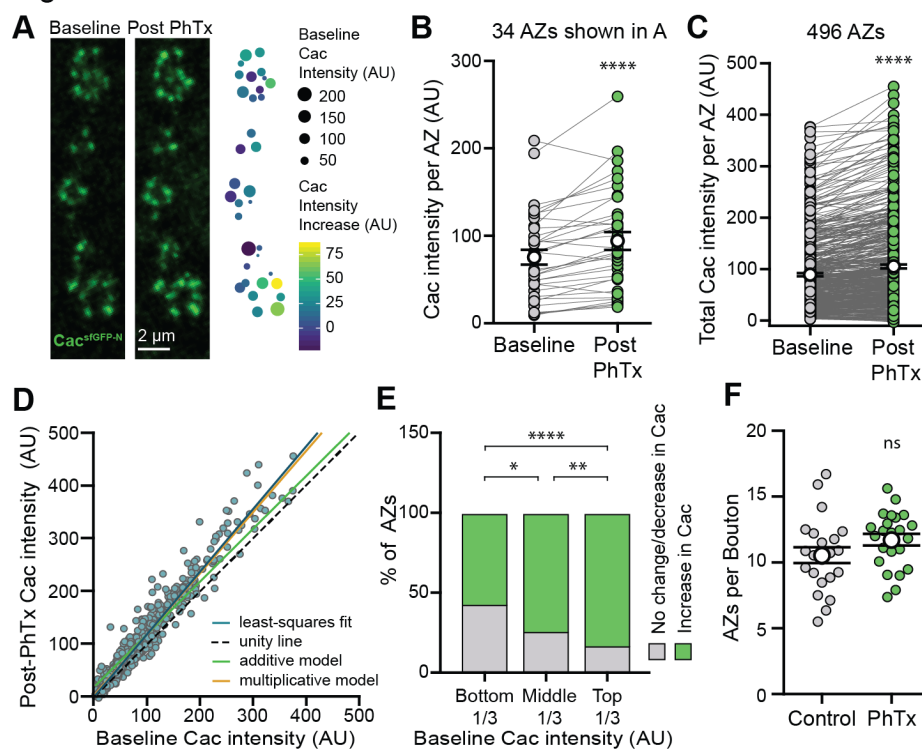 A
Baseline Post PhTx
Cac^sfGFP-N
2 µm
Baseline
Cac
Intensity (AU)
200
150
100
50
Cac
Intensity
Increase (AU)
75
50
25
0
B
34 AZs shown in A
Cac intensity per AZ (AU)
300
200
100
0
****
Baseline
Post
PhTx
C
496 AZs
Total Cac intensity per AZ (AU)
500
400
300
200
100
0
****
Baseline
Post
PhTx
D
Post-PhTx Cac intensity (AU)
500
400
300
200
100
0
least-squares fit
unity line
additive model
multiplicative model
0 100 200 300 400 500
Baseline Cac intensity (AU)
E
% of AZs
150
100
50
0
****
* **
No change/decrease in Cac
Increase in Cac
Bottom Middle Top
1/3 1/3 1/3
Baseline Cac intensity (AU)
F
AZs per Bouton
20
15
10
5
0
ns
Control PhTx